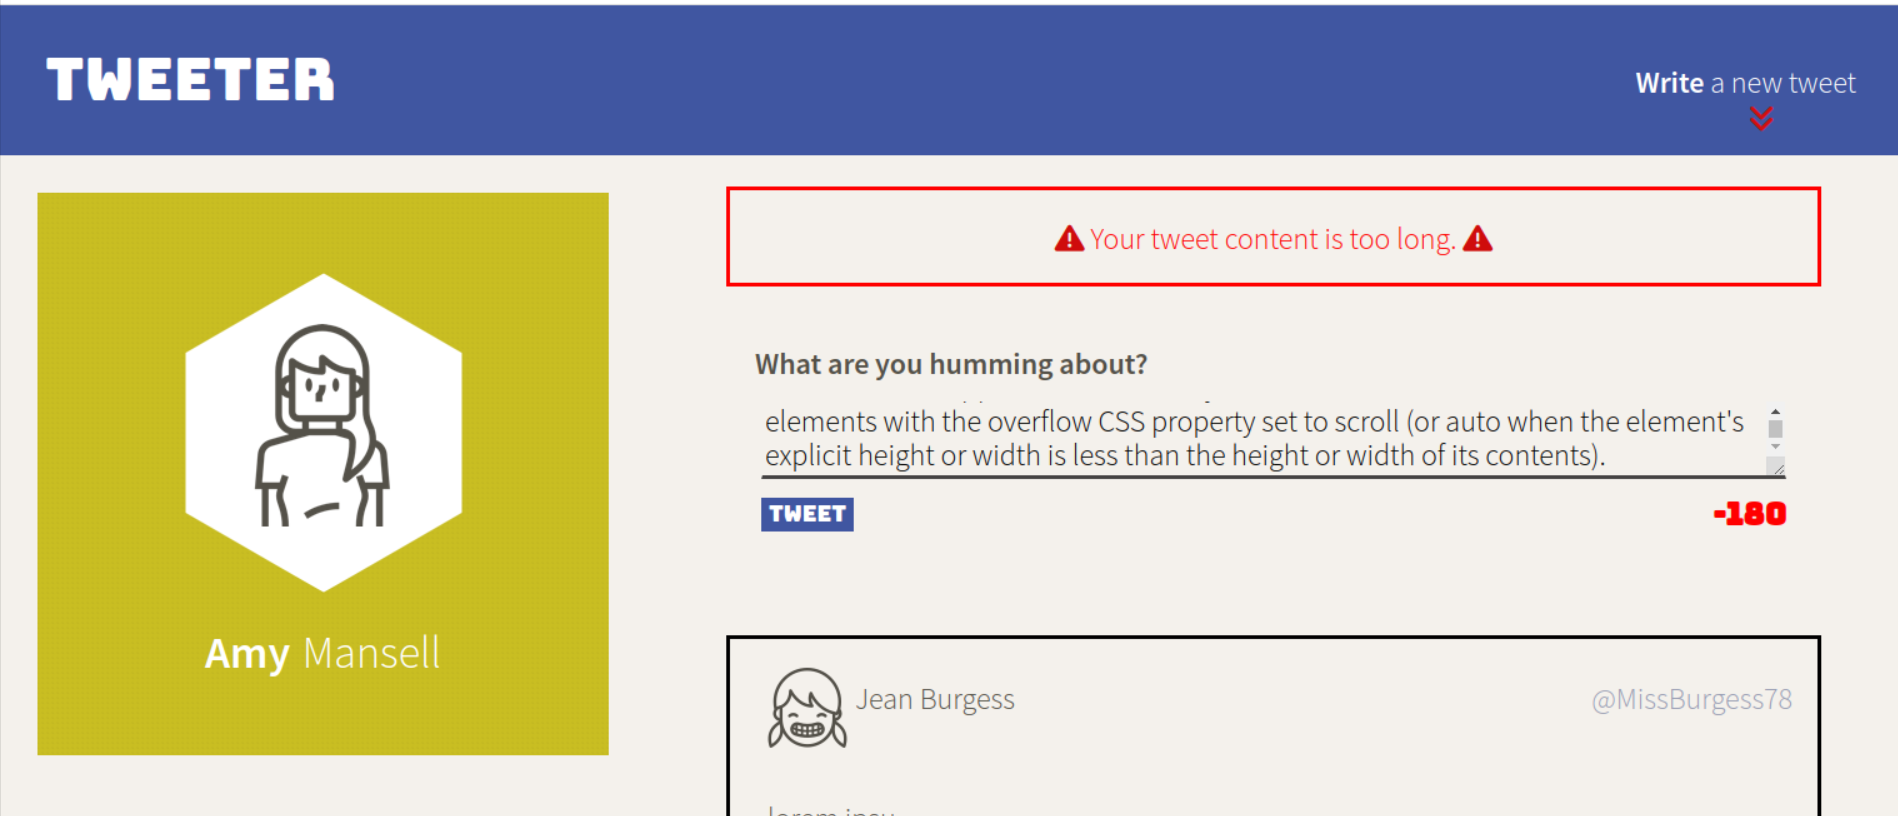 TWEETER
Write a new tweet
Your tweet content is too long.
What are you humming about?
elements with the overflow CSS property set to scroll (or auto when the element's
explicit height or width is less than the height or width of its contents).
TWEET
-180
Amy Mansell
Jean Burgess
@MissBurgess78
lorem ipsu